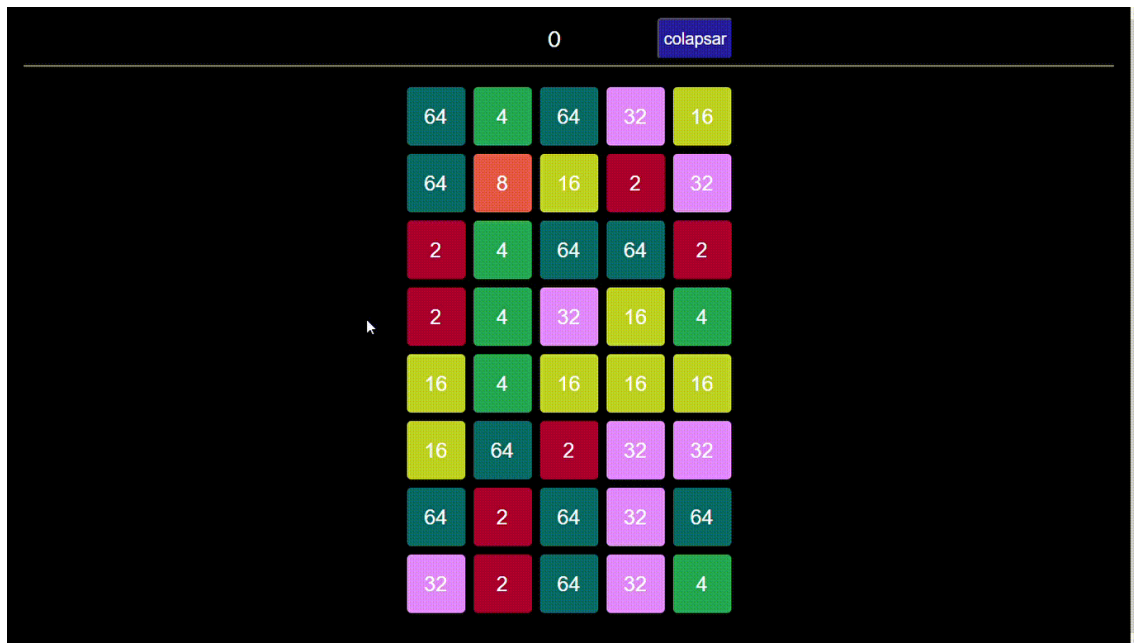 0 colapsar
64 4 64 32 16
64 8 16 2 32
2 4 64 64 2
2 4 32 16 4
16 4 16 16 16
16 64 2 32 32
64 2 64 32 64
32 2 64 32 4